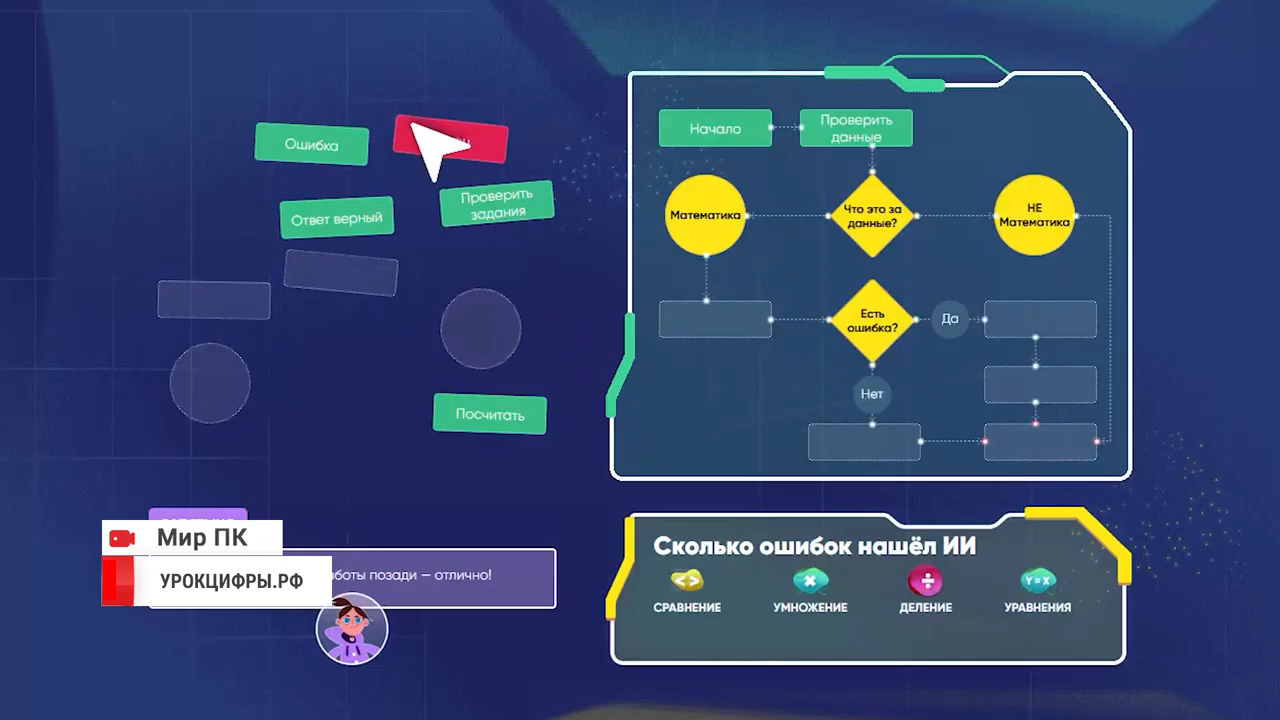 Ошибка
Проверить
задания
Ответ верный
Посчитать
Начало
Проверить
данные
Математика
Что это за
данные?
НЕ
Математика
Есть
ошибка?
Да
Нет
Мир ПК
УРОКЦИФРЫ.РФ
позади — отлично!
Сколько ошибок нашёл ИИ
СРАВНЕНИЕ
УМНОЖЕНИЕ
ДЕЛЕНИЕ
Y=X
УРАВНЕНИЯ